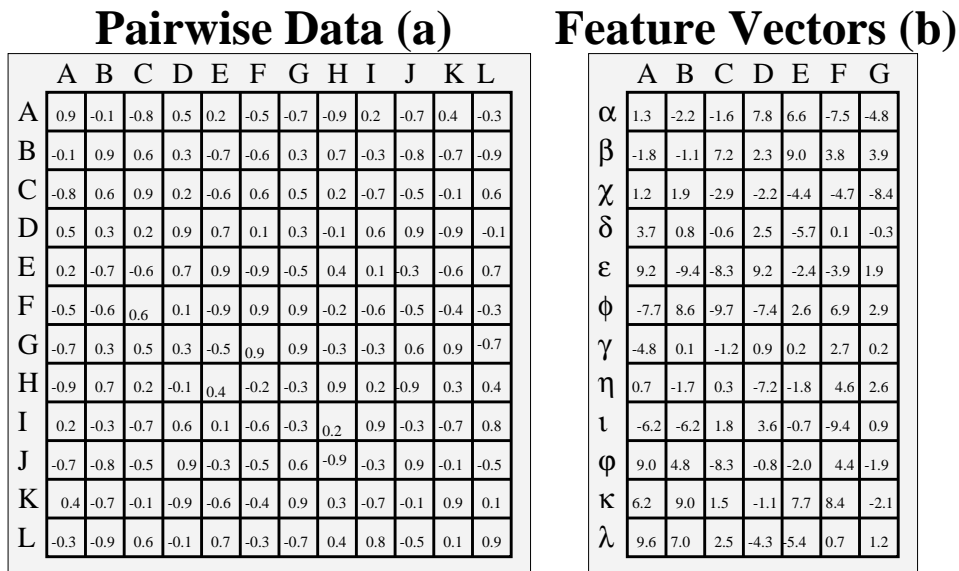 Pairwise Data (a)
A B C D E F G H I J K L
A 0.9 -0.1 -0.8 0.5 0.2 -0.5 -0.7 -0.9 0.2 -0.7 0.4 -0.3
B -0.1 0.9 0.6 0.3 -0.7 -0.6 0.3 0.7 -0.3 -0.8 -0.7 -0.9
C -0.8 0.6 0.9 0.2 -0.6 0.6 0.5 0.2 -0.7 -0.5 -0.1 0.6
D 0.5 0.3 0.2 0.9 0.7 0.1 0.3 -0.1 0.6 0.9 -0.9 -0.1
E 0.2 -0.7 -0.6 0.7 0.9 -0.9 -0.5 0.4 0.1 -0.3 -0.6 0.7
F -0.5 -0.6 0.6 0.1 -0.9 0.9 0.9 -0.2 -0.6 -0.5 -0.4 -0.3
G -0.7 0.3 0.5 0.3 -0.5 0.9 0.9 -0.3 -0.3 0.6 0.9 -0.7
H -0.9 0.7 0.2 -0.1 0.4 -0.2 -0.3 0.9 0.2 -0.9 0.3 0.4
I 0.2 -0.3 -0.7 0.6 0.1 -0.6 -0.3 0.2 0.9 -0.3 -0.7 0.8
J -0.7 -0.8 -0.5 0.9 -0.3 -0.5 0.6 -0.9 -0.3 0.9 -0.1 -0.5
K 0.4 -0.7 -0.1 -0.9 -0.6 -0.4 0.9 0.3 -0.7 -0.1 0.9 0.1
L -0.3 -0.9 0.6 -0.1 0.7 -0.3 -0.7 0.4 0.8 -0.5 0.1 0.9
Feature Vectors (b)
A B C D E F G
α 1.3 -2.2 -1.6 7.8 6.6 -7.5 -4.8
β -1.8 -1.1 7.2 2.3 9.0 3.8 3.9
χ 1.2 1.9 -2.9 -2.2 -4.4 -4.7 -8.4
δ 3.7 0.8 -0.6 2.5 -5.7 0.1 -0.3
ε 9.2 -9.4 -8.3 9.2 -2.4 -3.9 1.9
ϕ -7.7 8.6 -9.7 -7.4 2.6 6.9 2.9
γ -4.8 0.1 -1.2 0.9 0.2 2.7 0.2
η 0.7 -1.7 0.3 -7.2 -1.8 4.6 2.6
ι -6.2 -6.2 1.8 3.6 -0.7 -9.4 0.9
φ 9.0 4.8 -8.3 -0.8 -2.0 4.4 -1.9
κ 6.2 9.0 1.5 -1.1 7.7 8.4 -2.1
λ 9.6 7.0 2.5 -4.3 -5.4 0.7 1.2